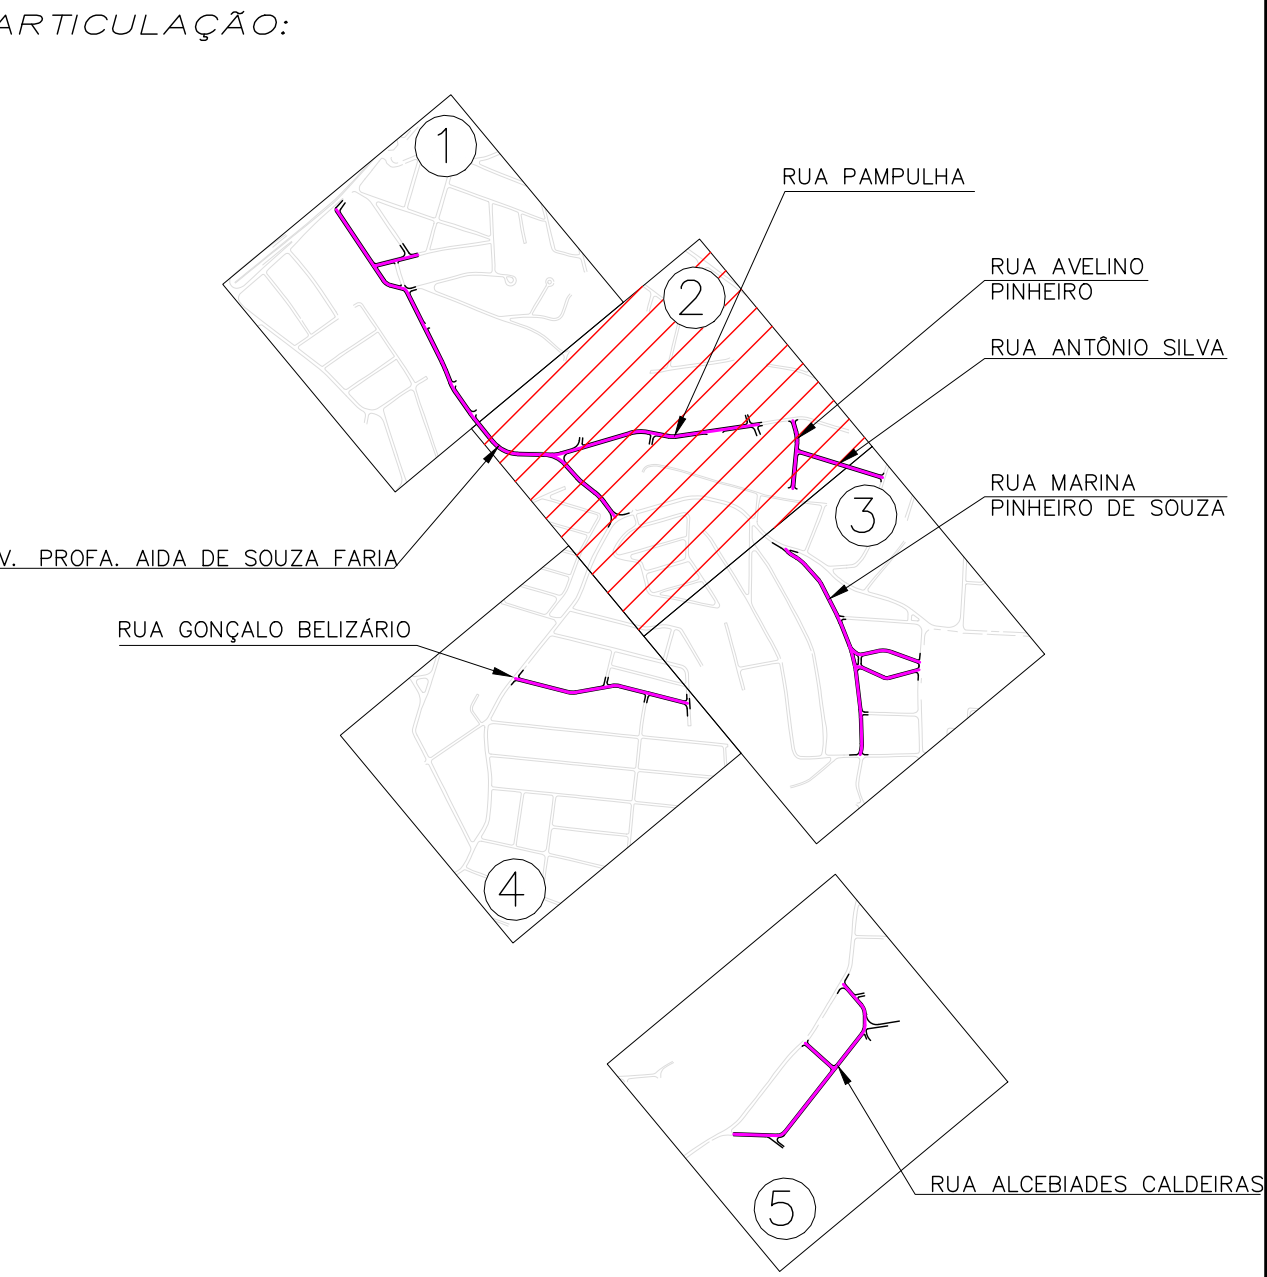 ARTICULAÇÃO:
1
RUA PAMPULHA
2
RUA AVELINO
PINHEIRO
RUA ANTÔNIO SILVA
RUA MARINA
PINHEIRO DE SOUZA
3
V. PROFA. AIDA DE SOUZA FARIA
RUA GONÇALO BELIZÁRIO
4
RUA ALCEBIADES CALDEIRAS
5